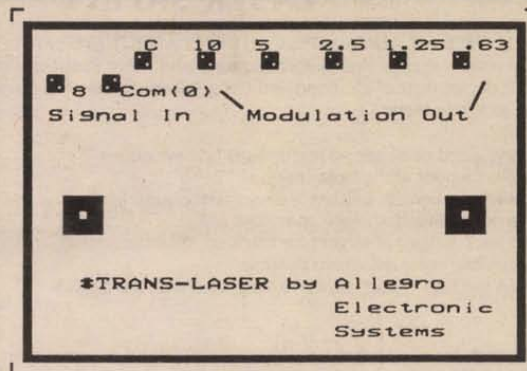 C 10 5 2.5 1.25 .63
8 Com(0)
Signal In Modulation Out
*TRANS-LASER by Allegro
Electronic
Systems